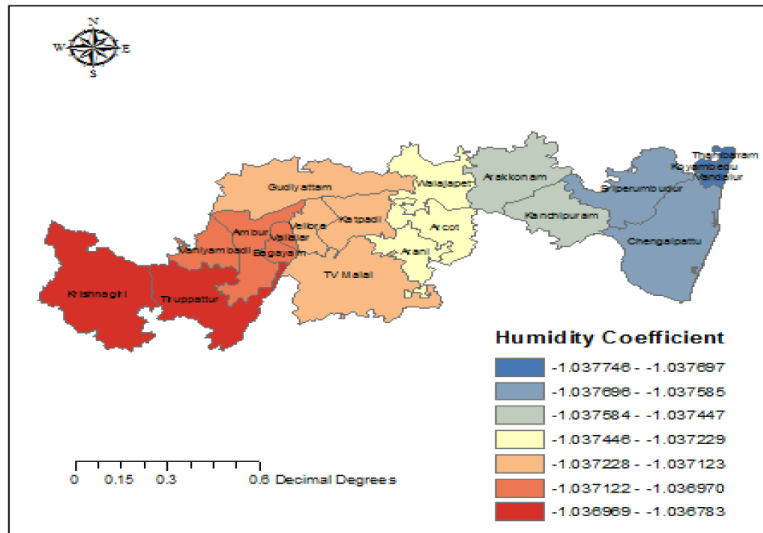 N
W E
S
Thambaram
Koyambedu
Vandalur
Walajapet
Arakkonam
Gudiyattam
Sriperumbudur
Katpadi
Kanchipuram
Vellore
Ambur
Arcot
Vallalar
Chengalpattu
Vaniyambadi
Bagayam
Arani
TV Malai
Krishnagiri
Tiruppattur
Humidity Coefficient
-1.037746 - -1.037697
-1.037696 - -1.037585
-1.037584 - -1.037447
-1.037446 - -1.037229
-1.037228 - -1.037123
-1.037122 - -1.036970
-1.036969 - -1.036783
0 0.15 0.3 0.6 Decimal Degrees